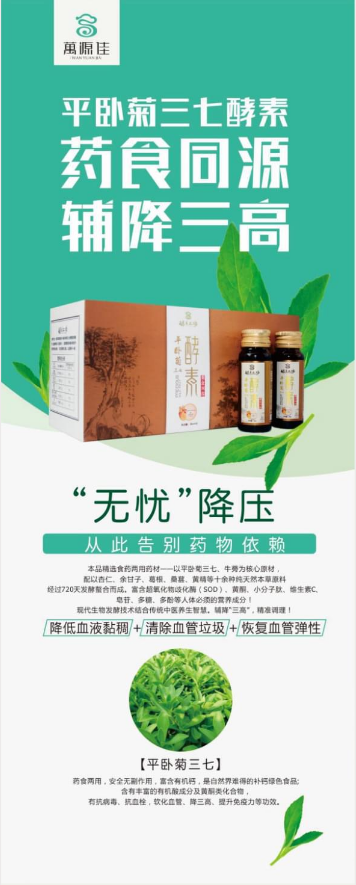 萬源佳
平卧菊三七酵素
药食同源
辅降三高
酵素
“无忧”降压
从此告别药物依赖
本品精选食药两用药材——以平卧菊三七、牛蒡为核心原材，
配以杏仁、余甘子、葛根、桑葚、黄精等十余种纯天然本草原料
经过720天发酵螯合而成。富含超氧化物歧化酶（SOD）、黄酮、小分子肽、维生素C、
皂苷、多糖、多酚等人体必须的营养成分！
现代生物发酵技术结合传统中医养生智慧。辅降“三高”，精准调理！
降低血液黏稠+清除血管垃圾+恢复血管弹性
【平卧菊三七】
药食两用，安全无副作用，富含有机钙，是自然界难得的补钙绿色食品;
含有丰富的有机酸成分及黄酮类化合物，
有抗病毒、抗血栓，软化血管、降三高、提升免疫力等功效。